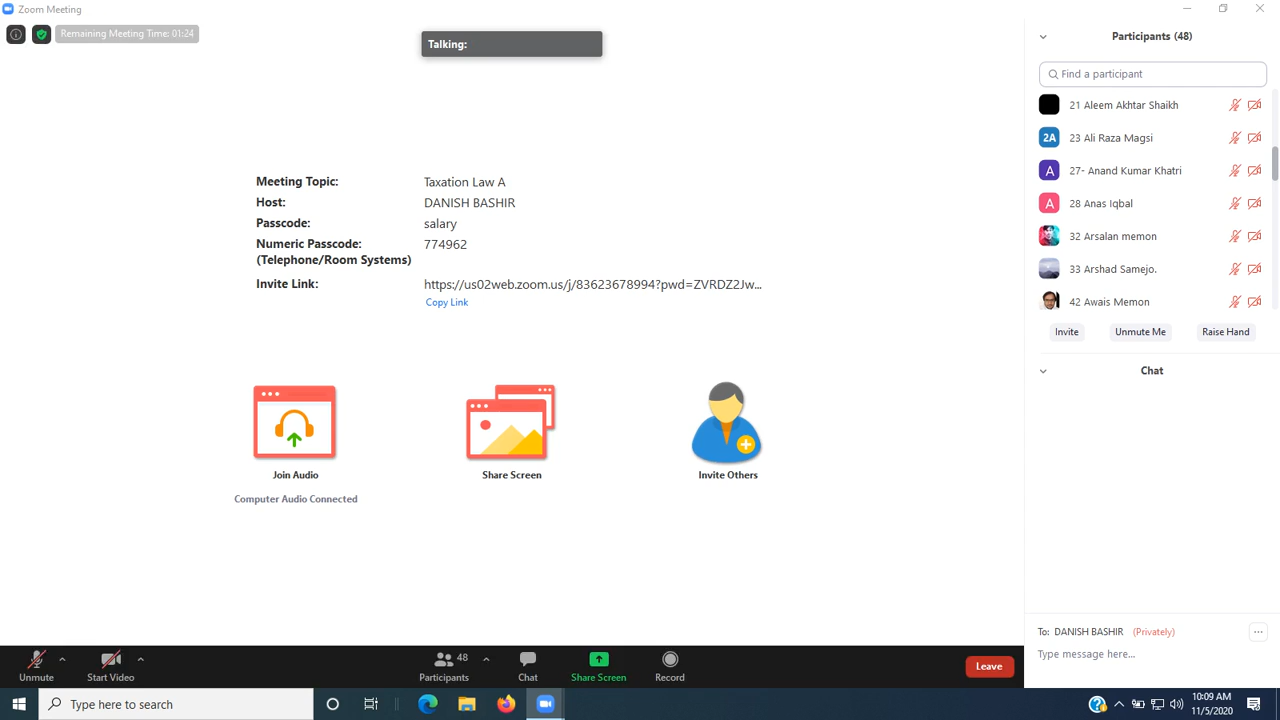 Zoom Meeting
Remaining Meeting Time: 01:24
Talking:
Meeting Topic: Taxation Law A
Host: DANISH BASHIR
Passcode: salary
Numeric Passcode: 774962
(Telephone/Room Systems)
Invite Link: https://us02web.zoom.us/j/83623678994?pwd=ZVRDZ2Jw...
Copy Link
Join Audio
Computer Audio Connected
Share Screen
Invite Others
Participants (48)
Find a participant
21 Aleem Akhtar Shaikh
2A 23 Ali Raza Magsi
A 27- Anand Kumar Khatri
A 28 Anas Iqbal
32 Arsalan memon
33 Arshad Samejo.
42 Awais Memon
Invite Unmute Me Raise Hand
Chat
To: DANISH BASHIR (Privately)
Type message here...
Unmute
Start Video
48
Participants
Chat
Share Screen
Record
Leave
Type here to search
10:09 AM
11/5/2020